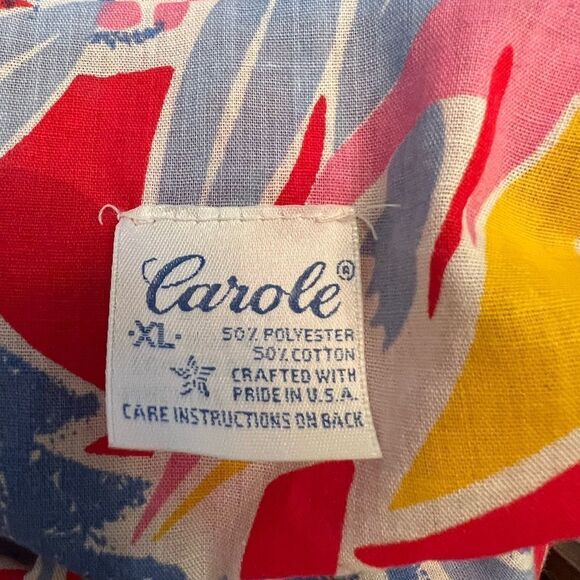 Carole®
·XL·
50% POLYESTER
50% COTTON
CRAFTED WITH
PRIDE IN U.S.A.
CARE INSTRUCTIONS ON BACK